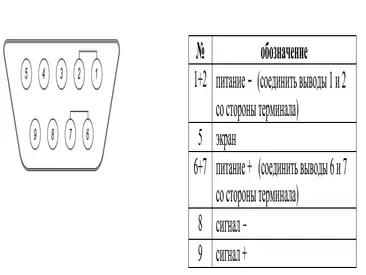 5 4 3 2 1
9 8 7 6
№ обозначение
1+2 питание – (соединить выводы 1 и 2
со стороны терминала)
5 экран
6+7 питание + (соединить выводы 6 и 7
со стороны терминала)
8 сигнал –
9 сигнал +